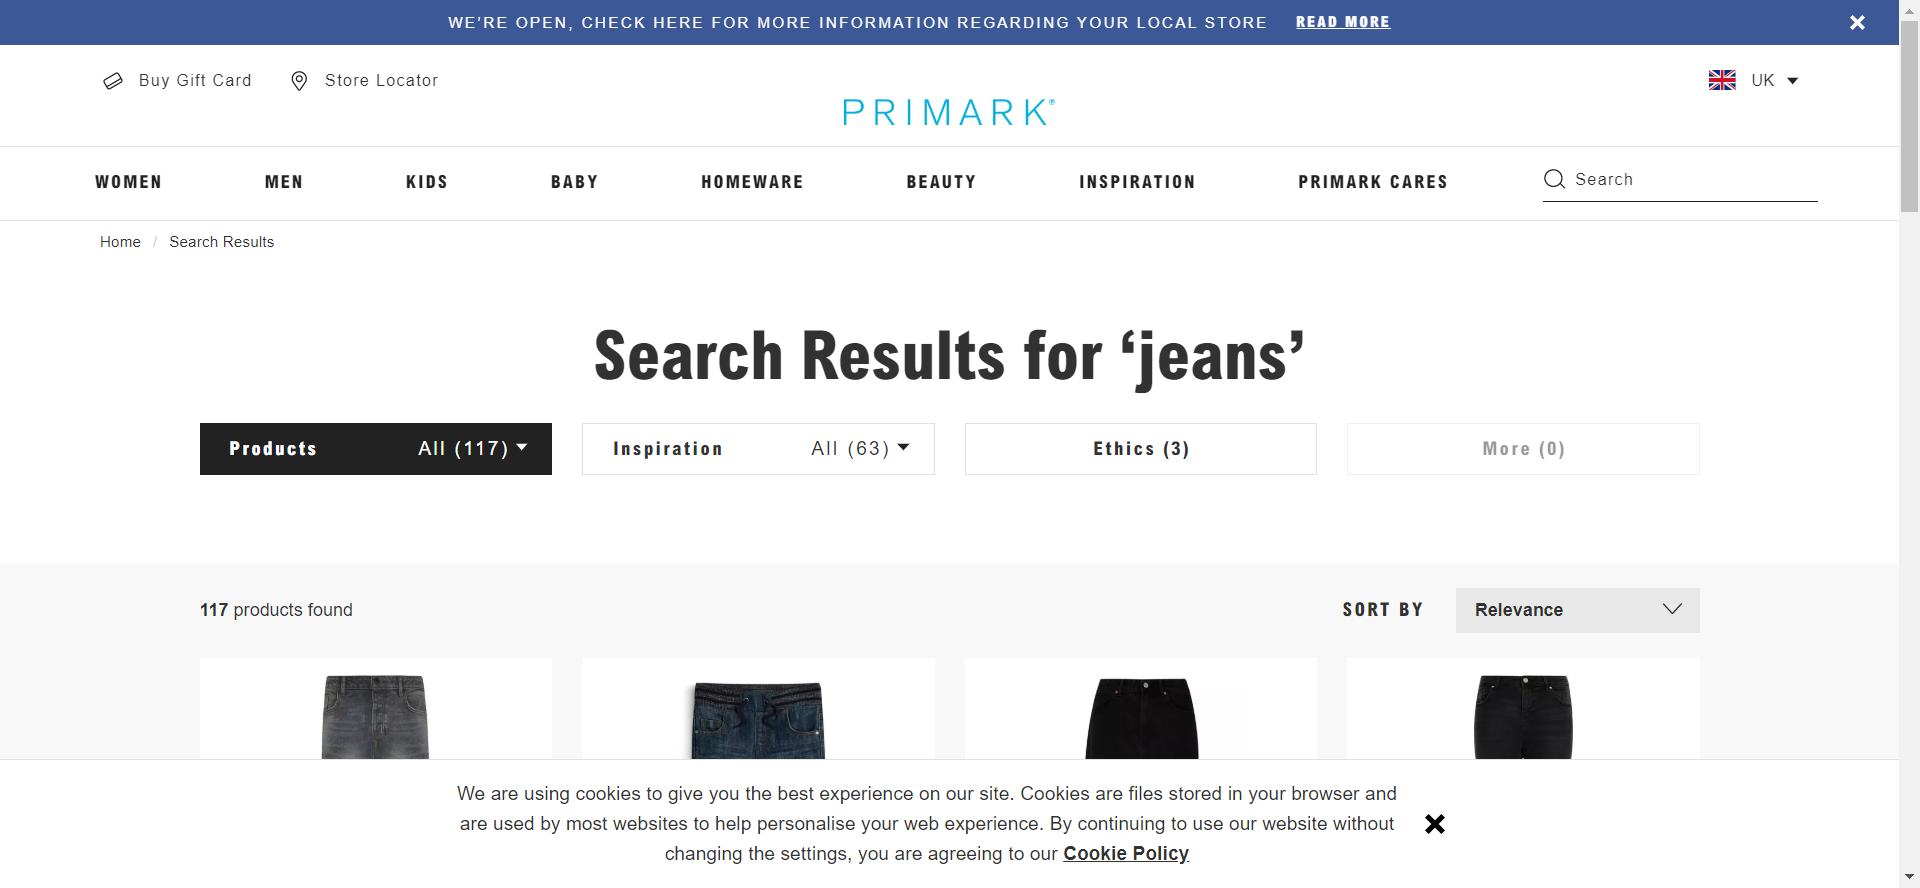 WE'RE OPEN, CHECK HERE FOR MORE INFORMATION REGARDING YOUR LOCAL STORE READ MORE
Buy Gift Card Store Locator UK
PRIMARK®
WOMEN MEN KIDS BABY HOMEWARE BEAUTY INSPIRATION PRIMARK CARES Search
Home / Search Results
Search Results for ‘jeans’
Products All (117) Inspiration All (63) Ethics (3) More (0)
117 products found SORT BY Relevance
We are using cookies to give you the best experience on our site. Cookies are files stored in your browser and
are used by most websites to help personalise your web experience. By continuing to use our website without
changing the settings, you are agreeing to our Cookie Policy